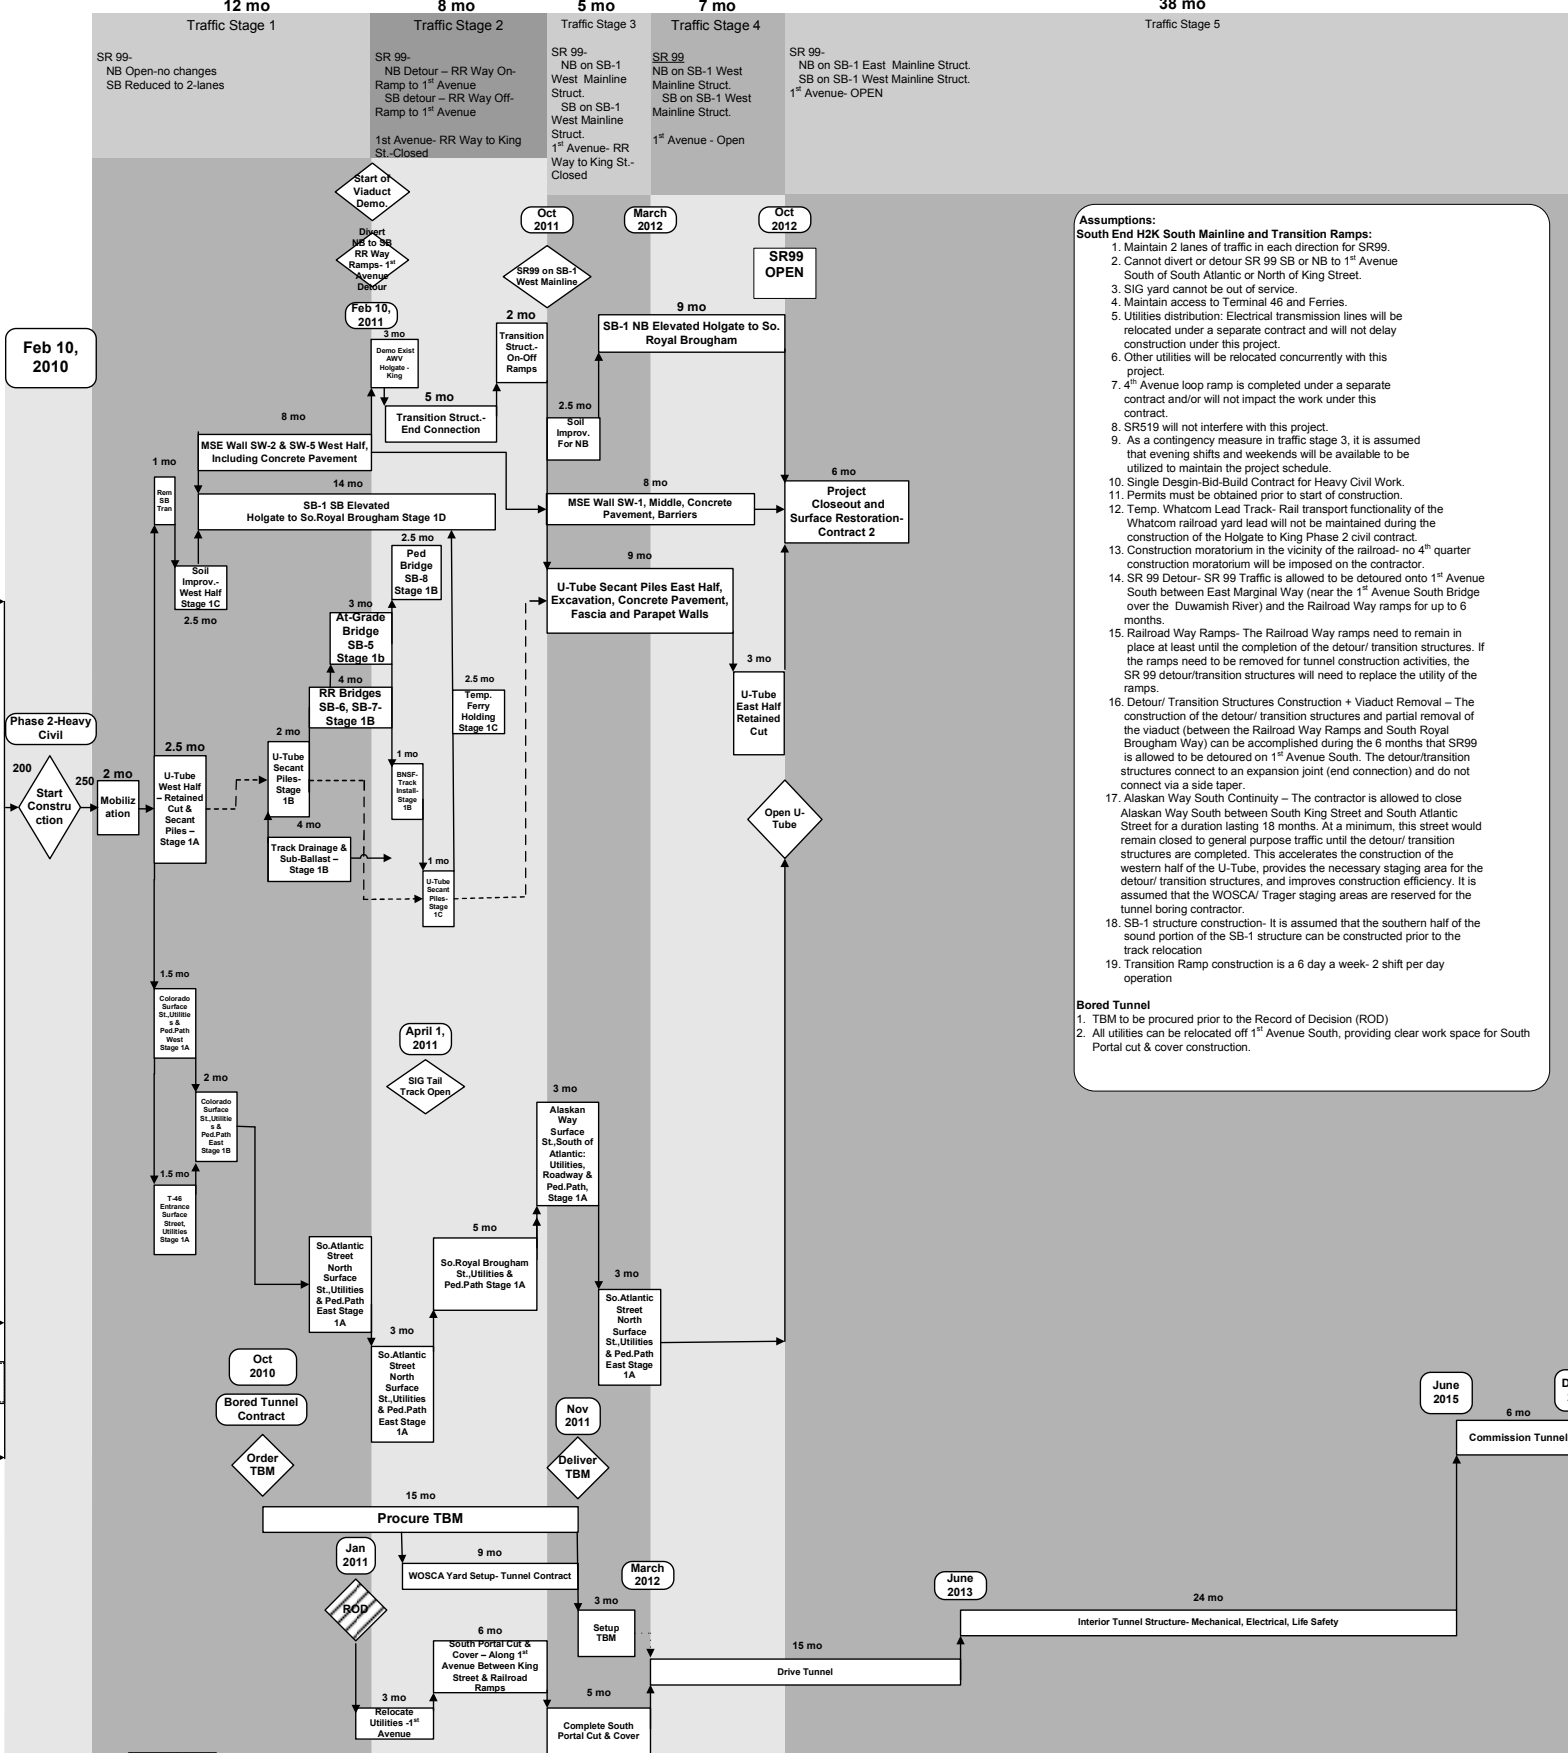 12 mo
8 mo
5 mo
7 mo
38 mo
Traffic Stage 1
Traffic Stage 2
Traffic Stage 3
Traffic Stage 4
Traffic Stage 5
SR 99-
NB Open-no changes
SB Reduced to 2-lanes
SR 99-
NB Detour – RR Way On-
Ramp to 1st Avenue
SB detour – RR Way Off-
Ramp to 1st Avenue
1st Avenue- RR Way to King
St.-Closed
SR 99-
NB on SB-1
West Mainline
Struct.
SB on SB-1
West Mainline
Struct.
1st Avenue- RR
Way to King St.-
Closed
SR 99
NB on SB-1 West
Mainline Struct.
SB on SB-1 West
Mainline Struct.
1st Avenue - Open
SR 99-
NB on SB-1 East Mainline Struct.
SB on SB-1 West Mainline Struct.
1st Avenue- OPEN
Start of
Viaduct
Demo.
Divert
NB to SB
RR Way
Ramps- 1st
Avenue
Detour
Feb 10,
2011
Oct
2011
SR99 on SB-1
West Mainline
March
2012
Oct
2012
SR99
OPEN
Feb 10,
2010
3 mo
Demo Exist
AWV
Holgate -
King
2 mo
Transition
Struct.-
On-Off
Ramps
9 mo
SB-1 NB Elevated Holgate to So.
Royal Brougham
5 mo
Transition Struct.-
End Connection
2.5 mo
Soil
Improv.
For NB
8 mo
MSE Wall SW-2 & SW-5 West Half,
Including Concrete Pavement
1 mo
Rem
SB
Tran
14 mo
SB-1 SB Elevated
Holgate to So.Royal Brougham Stage 1D
8 mo
MSE Wall SW-1, Middle, Concrete
Pavement, Barriers
6 mo
Project
Closeout and
Surface Restoration-
Contract 2
Soil
Improv.-
West Half
Stage 1C
2.5 mo
2.5 mo
Ped
Bridge
SB-8
Stage 1B
9 mo
U-Tube Secant Piles East Half,
Excavation, Concrete Pavement,
Fascia and Parapet Walls
3 mo
At-Grade
Bridge
SB-5
Stage 1b
4 mo
RR Bridges
SB-6, SB-7-
Stage 1B
2.5 mo
Temp.
Ferry
Holding
Stage 1C
3 mo
U-Tube
East Half
Retained
Cut
Phase 2-Heavy
Civil
200
Start
Constru
ction
250
2 mo
Mobiliz
ation
2.5 mo
U-Tube
West Half
– Retained
Cut &
Secant
Piles –
Stage 1A
2 mo
U-Tube
Secant
Piles-
Stage
1B
1 mo
BNSF-
Track
Install-
Stage
1B
4 mo
Track Drainage &
Sub-Ballast –
Stage 1B
1 mo
U-Tube
Secant
Piles-
Stage
1C
Open U-
Tube
1.5 mo
Colorado
Surface
St.,Utilitie
s &
Ped.Path
West
Stage 1A
2 mo
Colorado
Surface
St.,Utilitie
s &
Ped.Path
East
Stage 1B
1.5 mo
T-46
Entrance
Surface
Street,
Utilities
Stage 1A
April 1,
2011
SIG Tail
Track Open
3 mo
Alaskan
Way
Surface
St.,South of
Atlantic:
Utilities,
Roadway &
Ped.Path,
Stage 1A
So.Atlantic
Street
North
Surface
St.,Utilities
& Ped.Path
East Stage
1A
5 mo
So.Royal Brougham
St.,Utilities &
Ped.Path Stage 1A
3 mo
So.Atlantic
Street
North
Surface
St.,Utilities
& Ped.Path
East Stage
1A
3 mo
So.Atlantic
Street
North
Surface
St.,Utilities
& Ped.Path
East Stage
1A
Oct
2010
Bored Tunnel
Contract
Order
TBM
Nov
2011
Deliver
TBM
15 mo
Procure TBM
Jan
2011
ROD
9 mo
WOSCA Yard Setup- Tunnel Contract
March
2012
3 mo
Setup
TBM
6 mo
South Portal Cut &
Cover – Along 1st
Avenue Between King
Street & Railroad
Ramps
3 mo
Relocate
Utilities -1st
Avenue
5 mo
Complete South
Portal Cut & Cover
15 mo
Drive Tunnel
June
2013
24 mo
Interior Tunnel Structure- Mechanical, Electrical, Life Safety
June
2015
6 mo
Commission Tunnel
D
Assumptions:
South End H2K South Mainline and Transition Ramps:
1. Maintain 2 lanes of traffic in each direction for SR99.
2. Cannot divert or detour SR 99 SB or NB to 1st Avenue
South of South Atlantic or North of King Street.
3. SIG yard cannot be out of service.
4. Maintain access to Terminal 46 and Ferries.
5. Utilities distribution: Electrical transmission lines will be
relocated under a separate contract and will not delay
construction under this project.
6. Other utilities will be relocated concurrently with this
project.
7. 4th Avenue loop ramp is completed under a separate
contract and/or will not impact the work under this
contract.
8. SR519 will not interfere with this project.
9. As a contingency measure in traffic stage 3, it is assumed
that evening shifts and weekends will be available to be
utilized to maintain the project schedule.
10. Single Desgin-Bid-Build Contract for Heavy Civil Work.
11. Permits must be obtained prior to start of construction.
12. Temp. Whatcom Lead Track- Rail transport functionality of the
Whatcom railroad yard lead will not be maintained during the
construction of the Holgate to King Phase 2 civil contract.
13. Construction moratorium in the vicinity of the railroad- no 4th quarter
construction moratorium will be imposed on the contractor.
14. SR 99 Detour- SR 99 Traffic is allowed to be detoured onto 1st Avenue
South between East Marginal Way (near the 1st Avenue South Bridge
over the Duwamish River) and the Railroad Way ramps for up to 6
months.
15. Railroad Way Ramps- The Railroad Way ramps need to remain in
place at least until the completion of the detour/ transition structures. If
the ramps need to be removed for tunnel construction activities, the
SR 99 detour/transition structures will need to replace the utility of the
ramps.
16. Detour/ Transition Structures Construction + Viaduct Removal – The
construction of the detour/ transition structures and partial removal of
the viaduct (between the Railroad Way Ramps and South Royal
Brougham Way) can be accomplished during the 6 months that SR99
is allowed to be detoured on 1st Avenue South. The detour/transition
structures connect to an expansion joint (end connection) and do not
connect via a side taper.
17. Alaskan Way South Continuity – The contractor is allowed to close
Alaskan Way South between South King Street and South Atlantic
Street for a duration lasting 18 months. At a minimum, this street would
remain closed to general purpose traffic until the detour/ transition
structures are completed. This accelerates the construction of the
western half of the U-Tube, provides the necessary staging area for the
detour/ transition structures, and improves construction efficiency. It is
assumed that the WOSCA/ Trager staging areas are reserved for the
tunnel boring contractor.
18. SB-1 structure construction- It is assumed that the southern half of the
sound portion of the SB-1 structure can be constructed prior to the
track relocation
19. Transition Ramp construction is a 6 day a week- 2 shift per day
operation
Bored Tunnel
1. TBM to be procured prior to the Record of Decision (ROD)
2. All utilities can be relocated off 1st Avenue South, providing clear work space for South
Portal cut & cover construction.